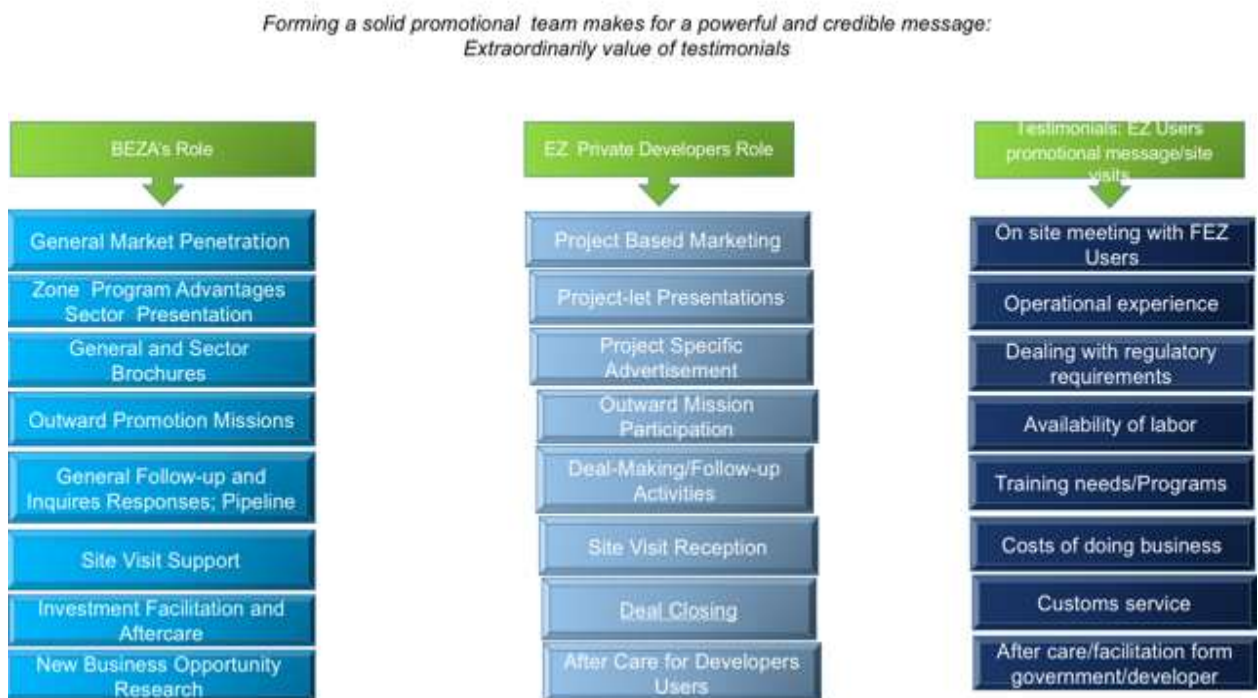 Forming a solid promotional team makes for a powerful and credible message:
Extraordinarily value of testimonials
BEZA's Role
General Market Penetration
Zone Program Advantages
Sector Presentation
General and Sector
Brochures
Outward Promotion Missions
General Follow-up and
Inquires Responses; Pipeline
Site Visit Support
Investment Facilitation and
Aftercare
New Business Opportunity
Research
EZ Private Developers Role
Project Based Marketing
Project-let Presentations
Project Specific
Advertisement
Outward Mission
Participation
Deal-Making/Follow-up
Activities
Site Visit Reception
Deal Closing
After Care for Developers
Users
Testimonials: EZ Users
promotional message/site
visits
On site meeting with FEZ
Users
Operational experience
Dealing with regulatory
requirements
Availability of labor
Training needs/Programs
Costs of doing business
Customs service
After care/facilitation form
government/developer